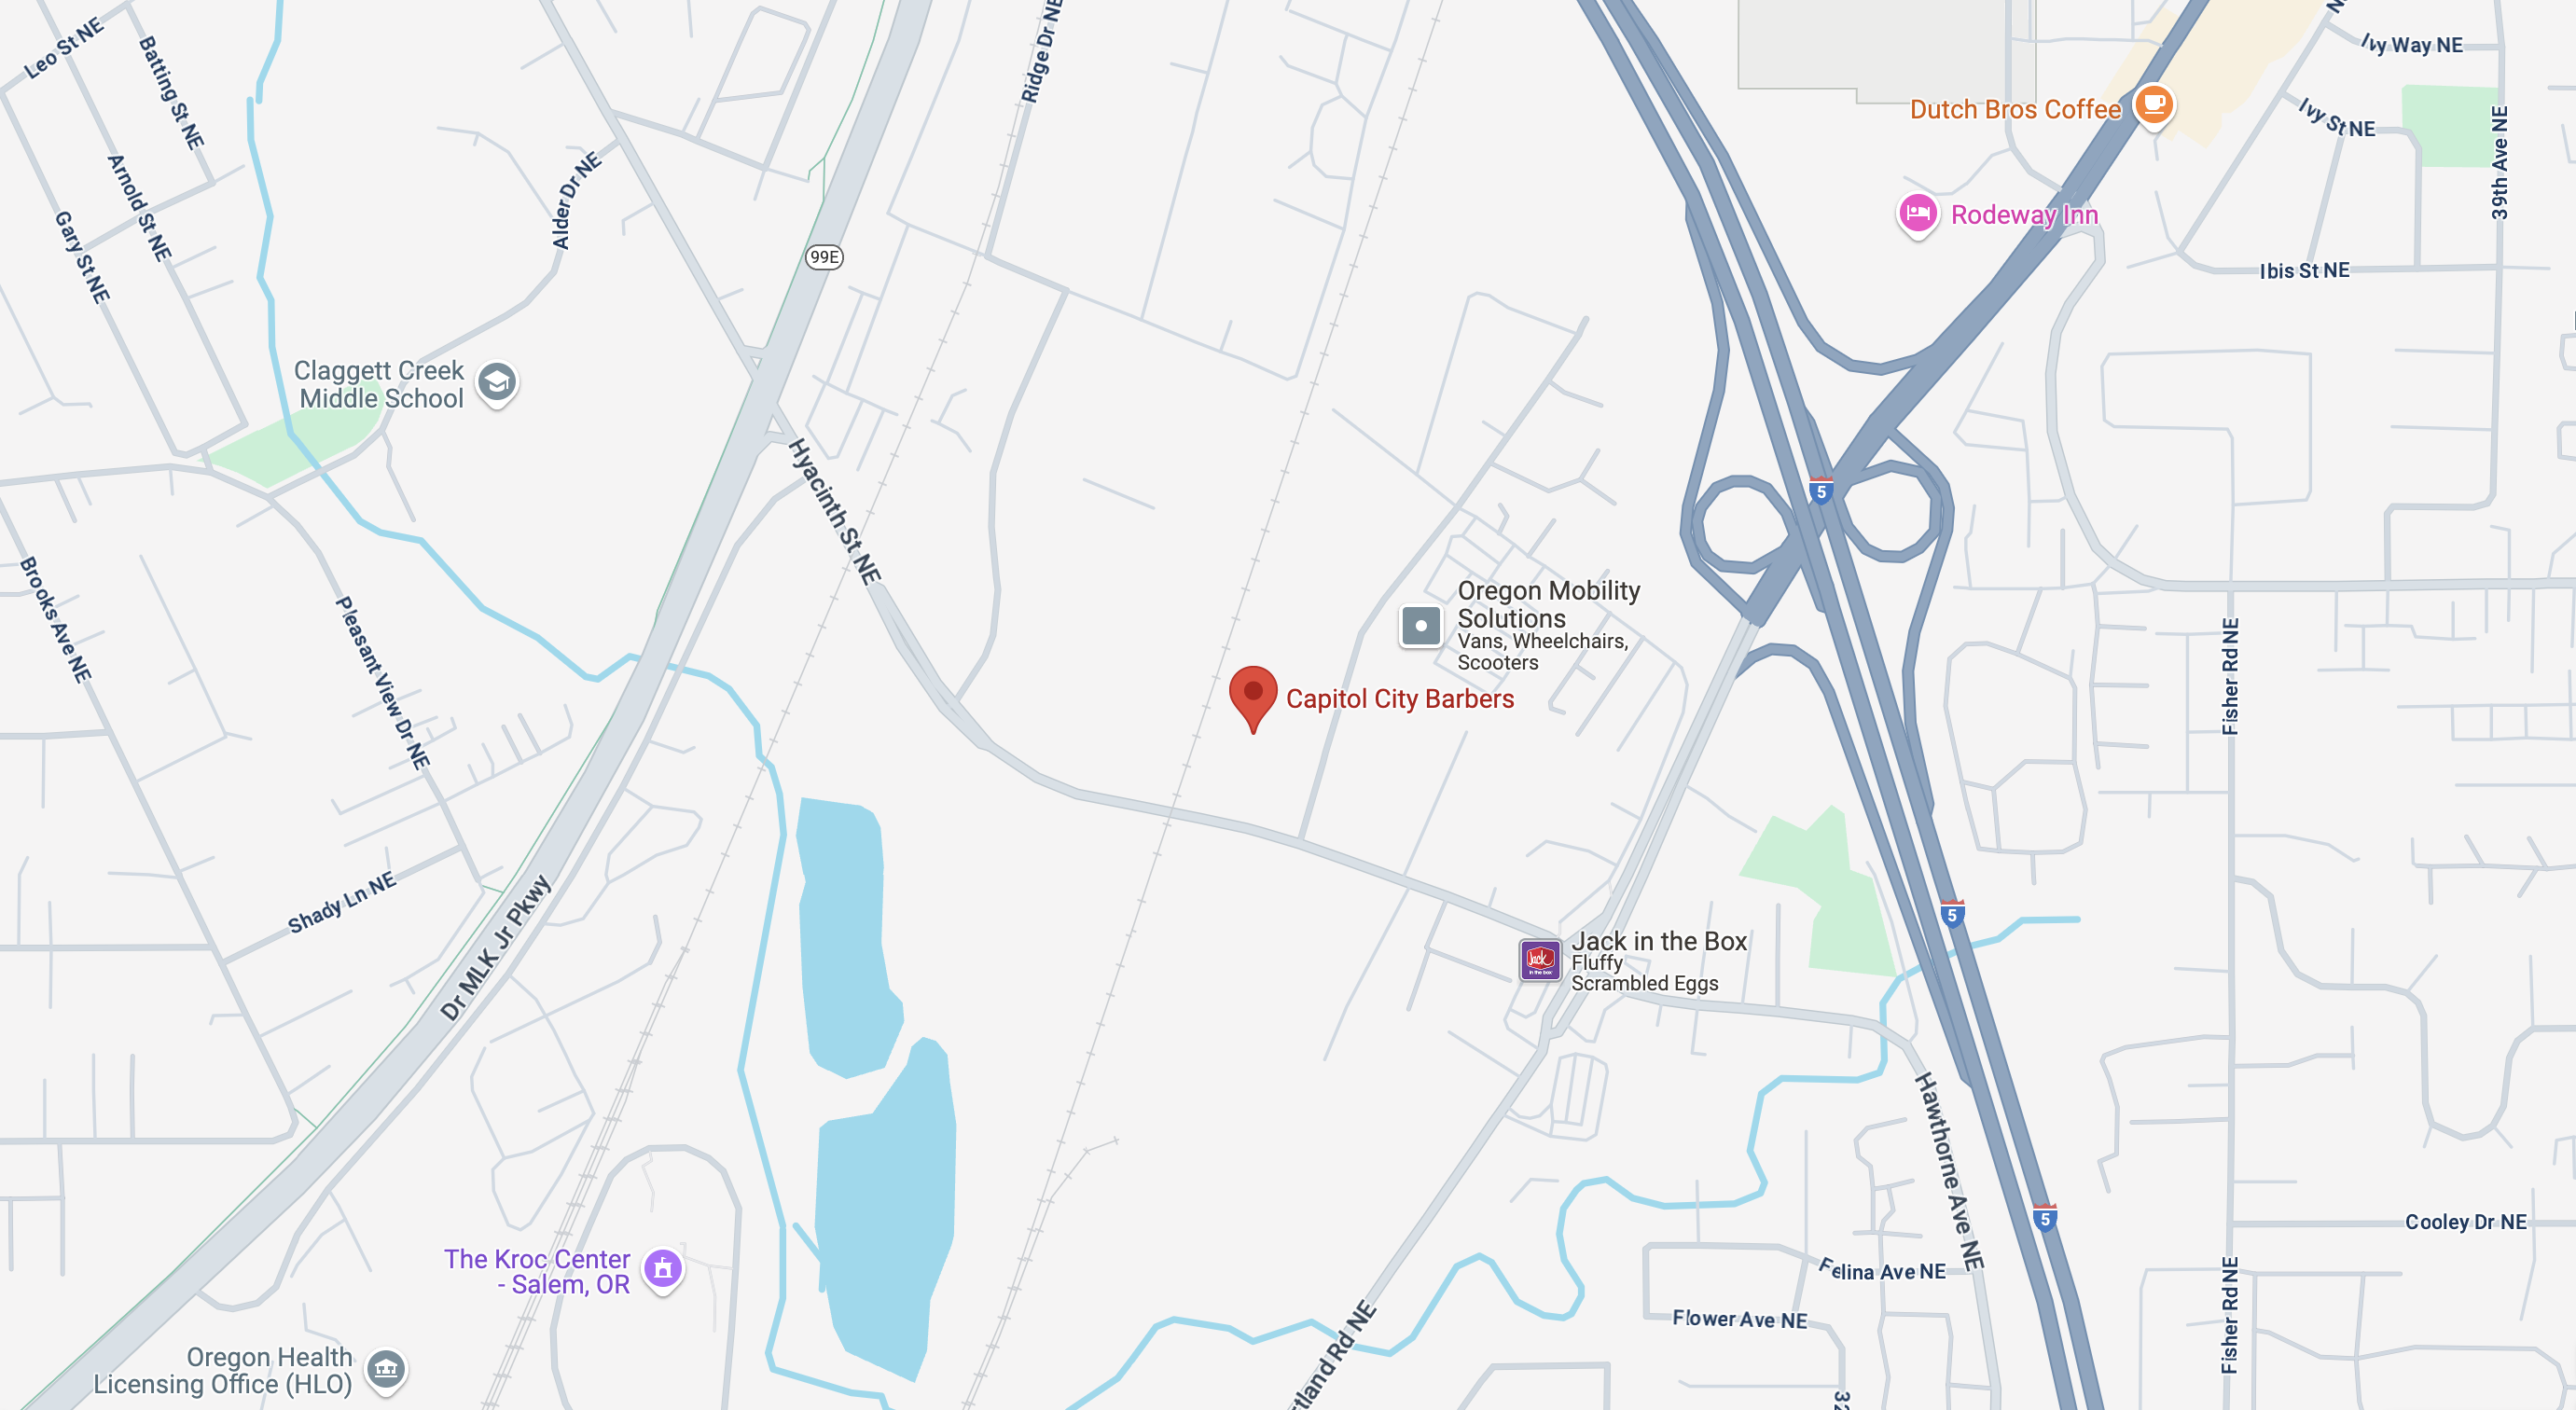 Leo St NE
Batting St NE
Arnold St NE
Gary St NE
Alder Dr NE
Ridge Dr NE
99E
Dutch Bros Coffee
Rodeway Inn
Ivy Way NE
Ivy St NE
39th Ave NE
Ibis St NE
Claggett Creek
Middle School
Hyacinth St NE
5
Brooks Ave NE
Pleasant View Dr NE
Oregon Mobility
Solutions
Vans, Wheelchairs,
Scooters
Capitol City Barbers
Fisher Rd NE
Shady Ln NE
Dr MLK Jr Pkwy
Jack in the Box
Fluffy
Scrambled Eggs
5
Hawthorne Ave NE
5
Cooley Dr NE
The Kroc Center
- Salem, OR
Felina Ave NE
Flower Ave NE
Fisher Rd NE
Oregon Health
Licensing Office (HLO)
tland Rd NE
32